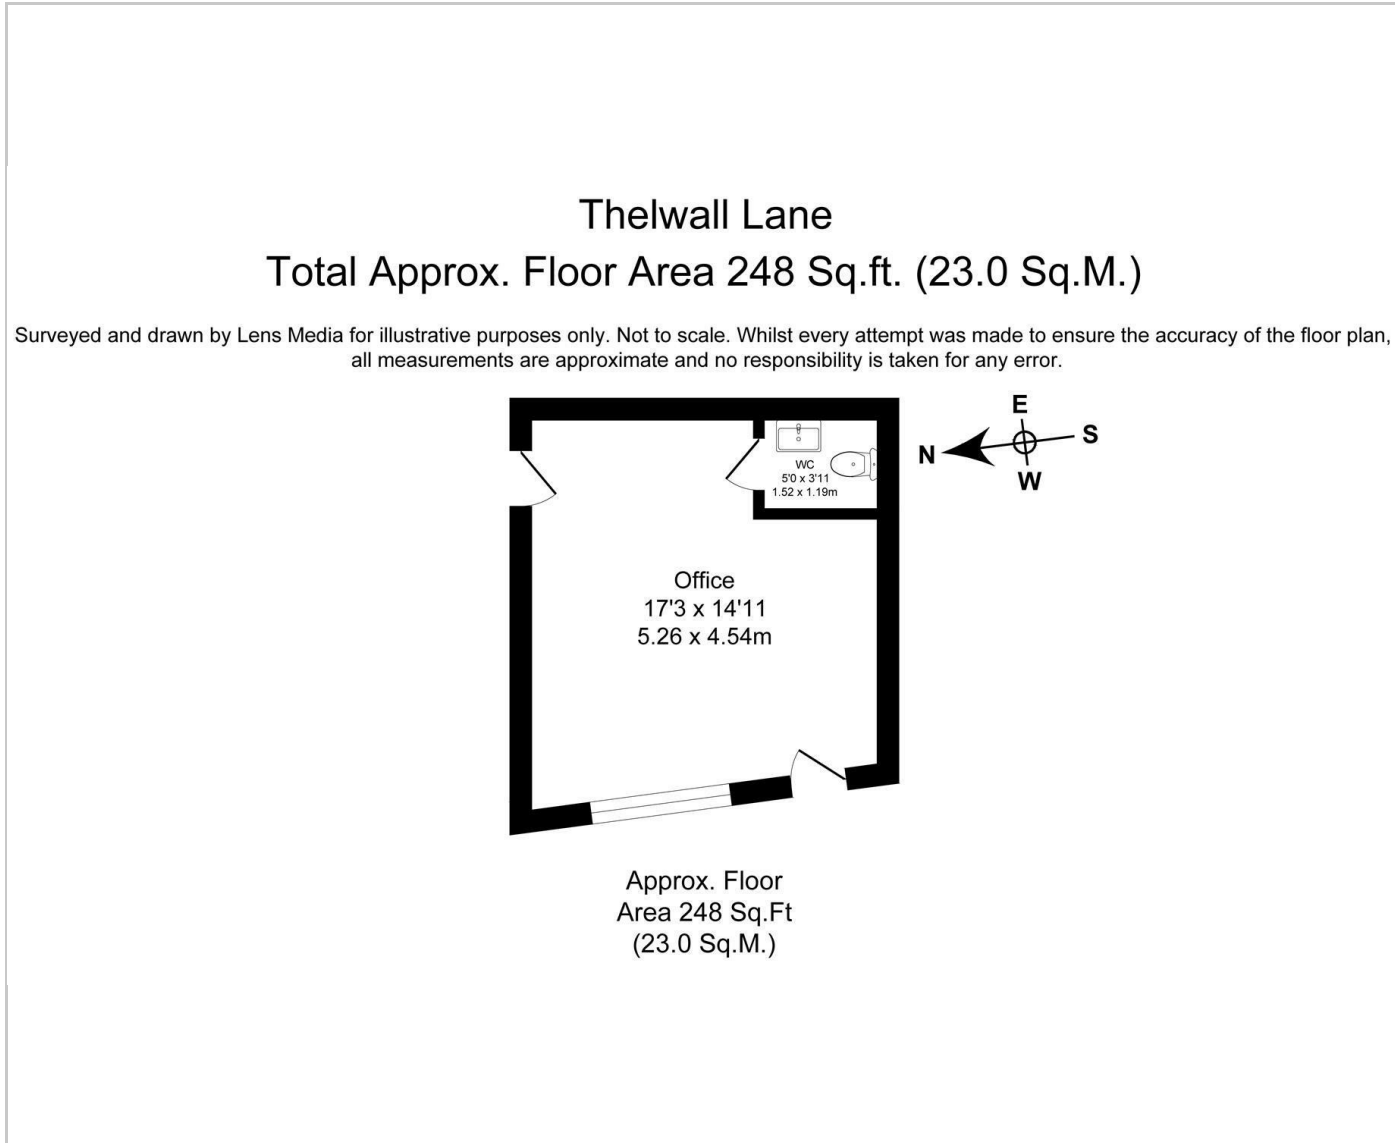 Thelwall Lane
Total Approx. Floor Area 248 Sq.ft. (23.0 Sq.M.)
Surveyed and drawn by Lens Media for illustrative purposes only. Not to scale. Whilst every attempt was made to ensure the accuracy of the floor plan,
all measurements are approximate and no responsibility is taken for any error.
E
S
N
W
WC
5'0 x 3'11
1.52 x 1.19m
Office
17'3 x 14'11
5.26 x 4.54m
Approx. Floor
Area 248 Sq.Ft
(23.0 Sq.M.)